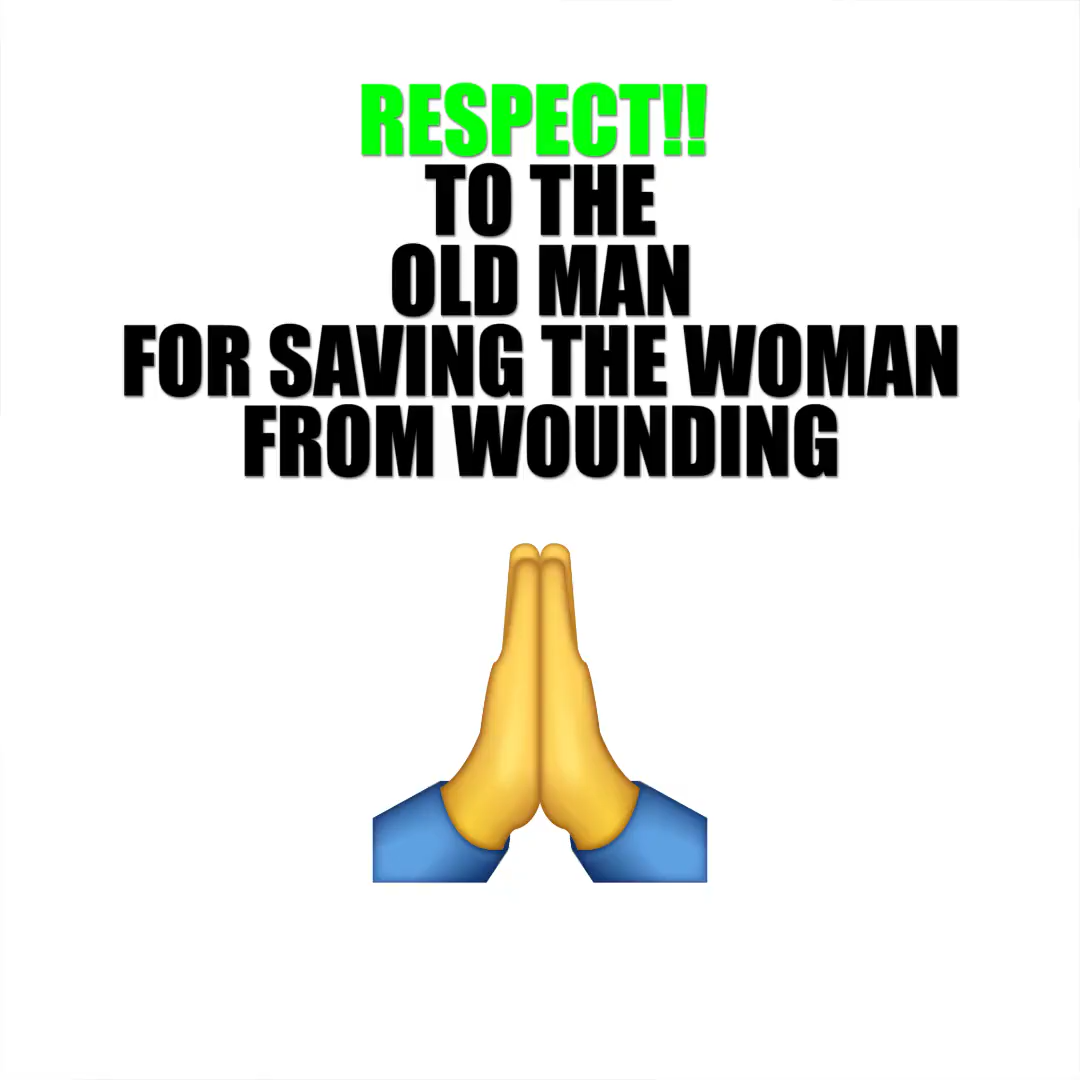 RESPECT!!
TO THE
OLD MAN
FOR SAVING THE WOMAN
FROM WOUNDING